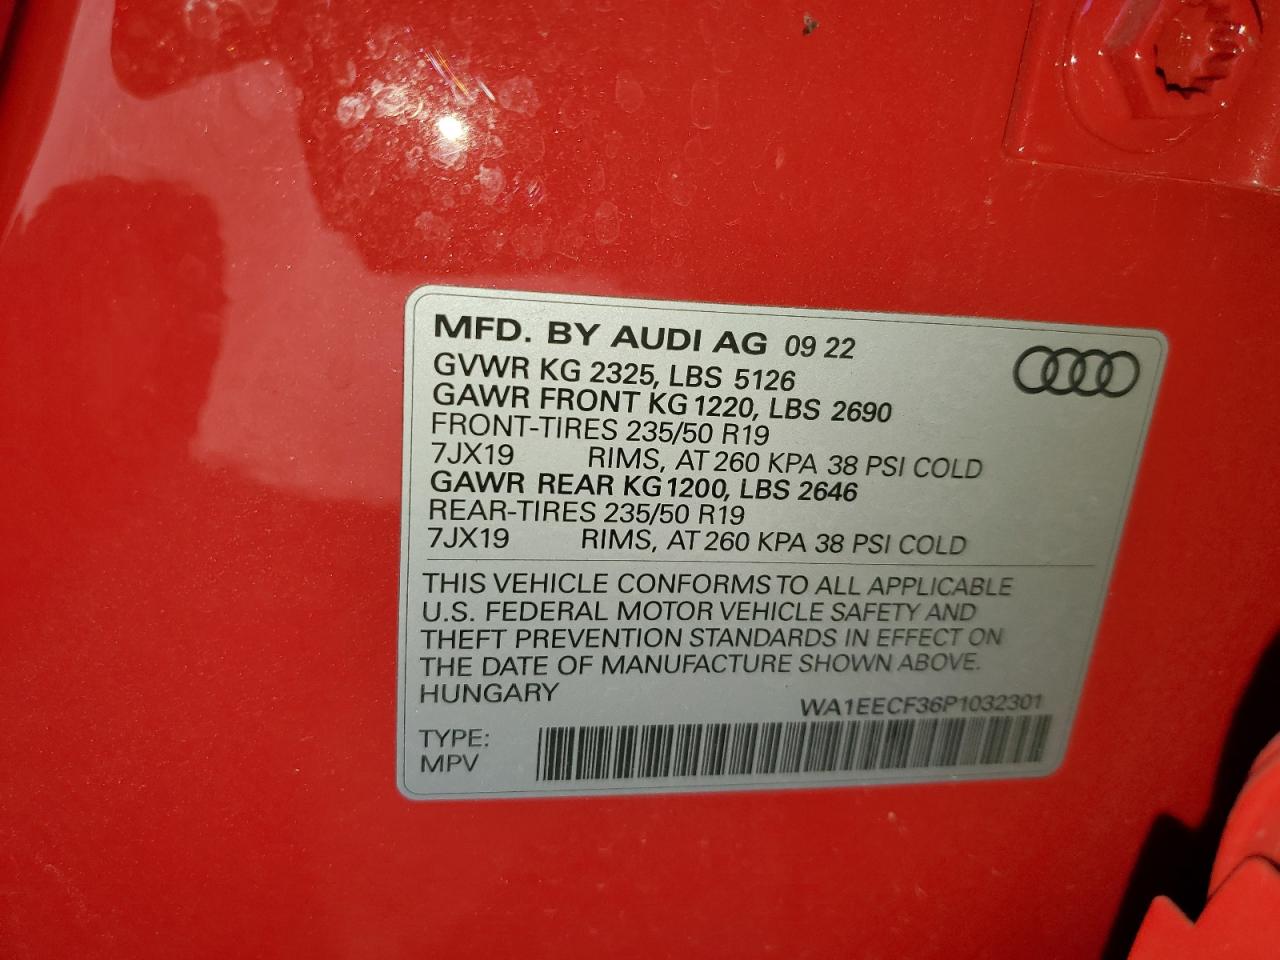 MFD. BY AUDI AG 09 22
GVWR KG 2325, LBS 5126
GAWR FRONT KG 1220, LBS 2690
FRONT-TIRES 235/50 R19
7JX19 RIMS, AT 260 KPA 38 PSI COLD
GAWR REAR KG 1200, LBS 2646
REAR-TIRES 235/50 R19
7JX19 RIMS, AT 260 KPA 38 PSI COLD
THIS VEHICLE CONFORMS TO ALL APPLICABLE
U.S. FEDERAL MOTOR VEHICLE SAFETY AND
THEFT PREVENTION STANDARDS IN EFFECT ON
THE DATE OF MANUFACTURE SHOWN ABOVE.
HUNGARY
WA1EECF36P1032301
TYPE:
MPV